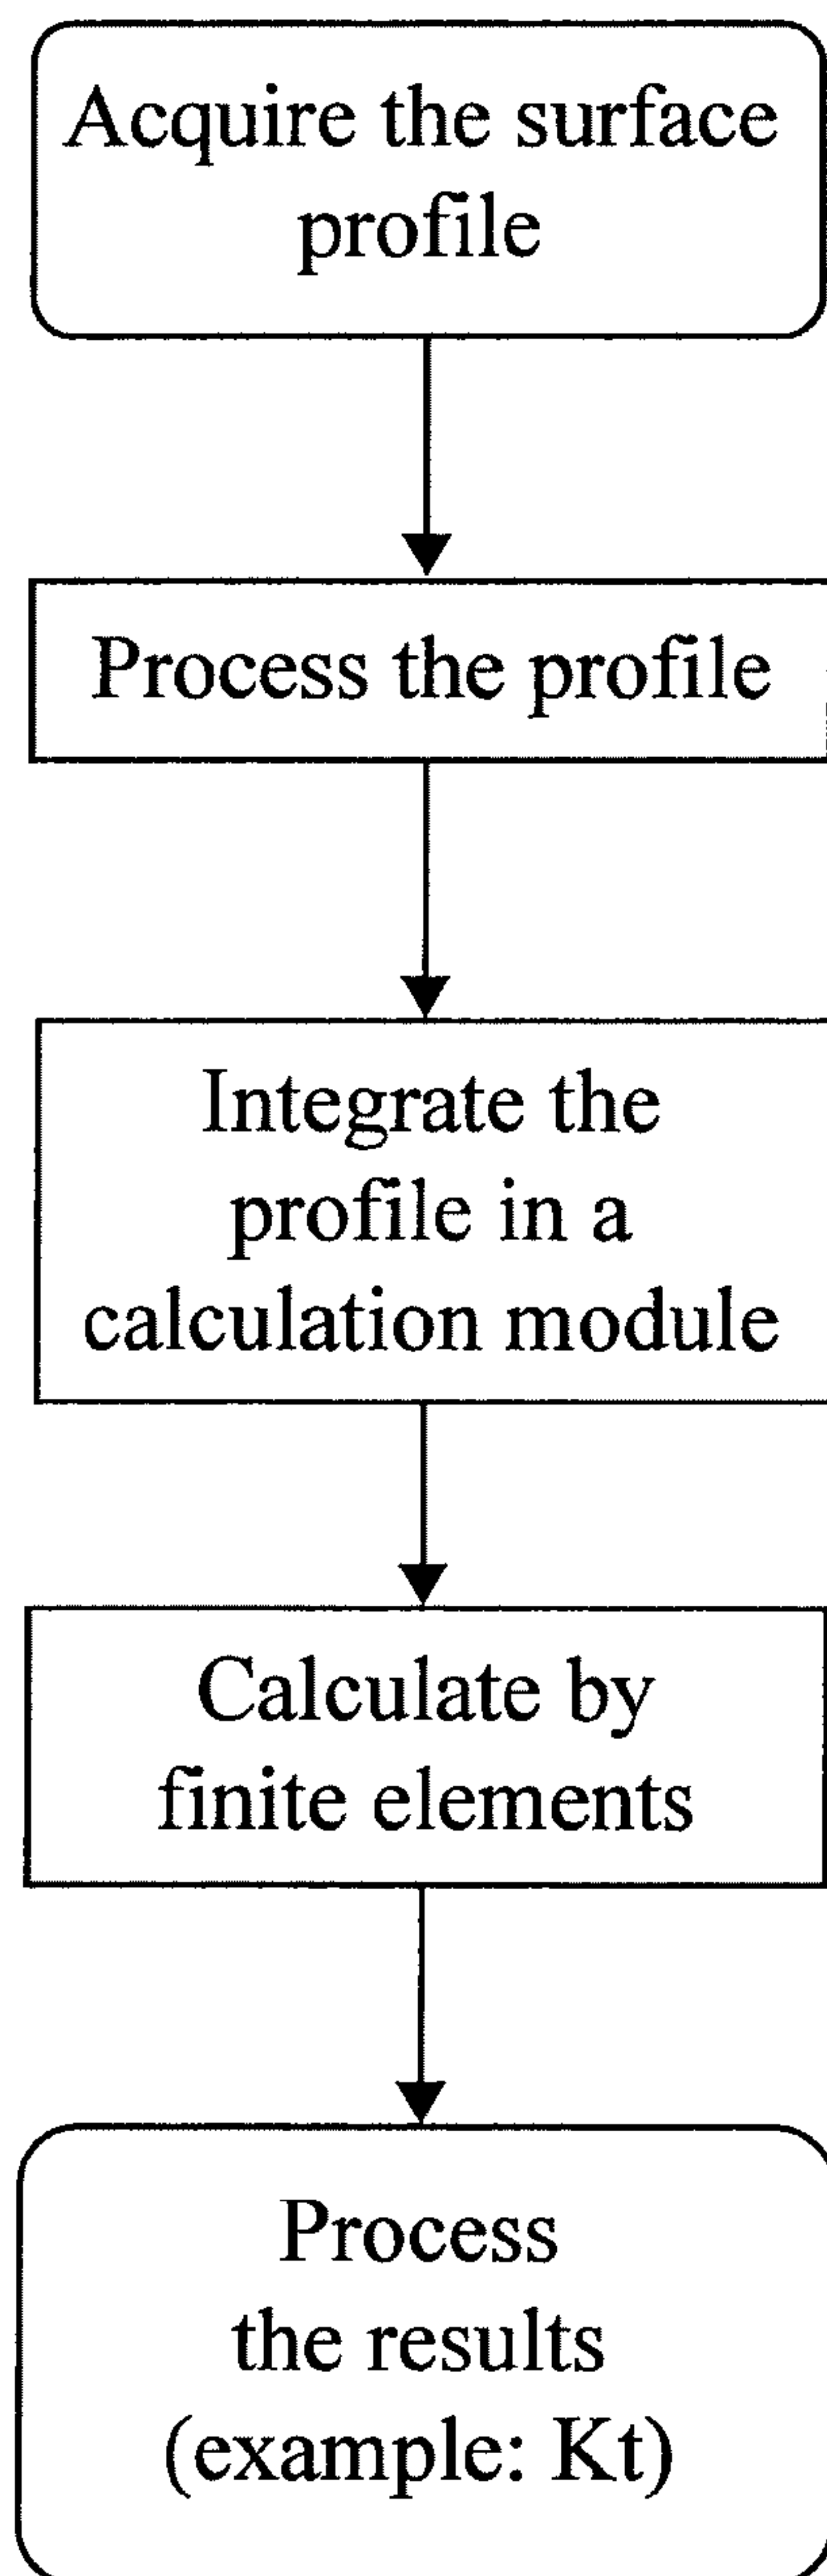 Acquire the surface
profile
Process the profile
Integrate the
profile in a
calculation module
Calculate by
finite elements
Process
the results
(example: Kt)